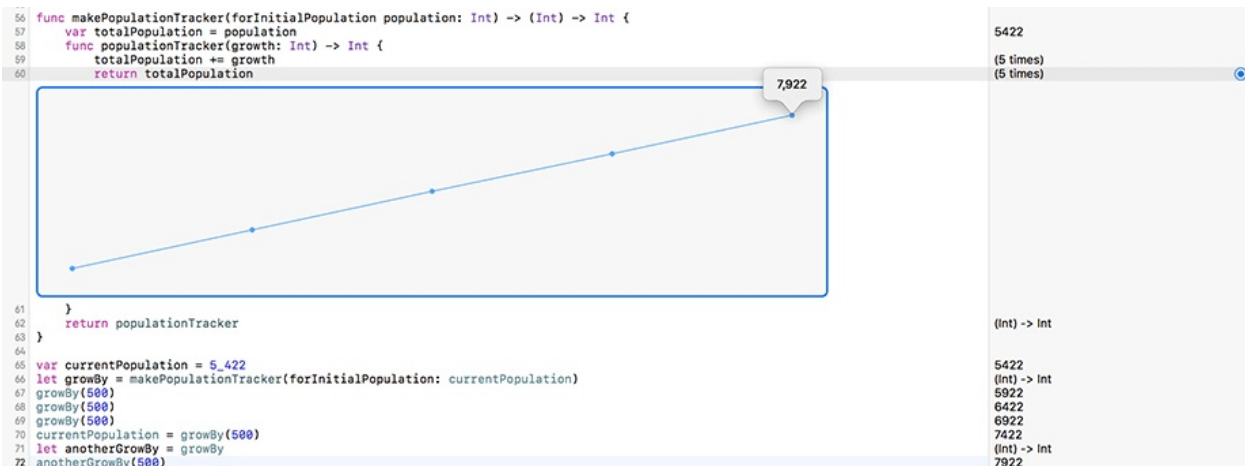 56 func makePopulationTracker(forInitialPopulation population: Int) -> (Int) -> Int {
57 var totalPopulation = population 5422
58 func populationTracker(growth: Int) -> Int {
59 totalPopulation += growth (5 times)
60 return totalPopulation (5 times)
7,922
61 }
62 return populationTracker (Int) -> Int
63 }
64
65 var currentPopulation = 5_422 5422
66 let growBy = makePopulationTracker(forInitialPopulation: currentPopulation) (Int) -> Int
67 growBy(500) 5922
68 growBy(500) 6422
69 growBy(500) 6922
70 currentPopulation = growBy(500) 7422
71 let anotherGrowBy = growBy (Int) -> Int
72 anotherGrowBy(500) 7922